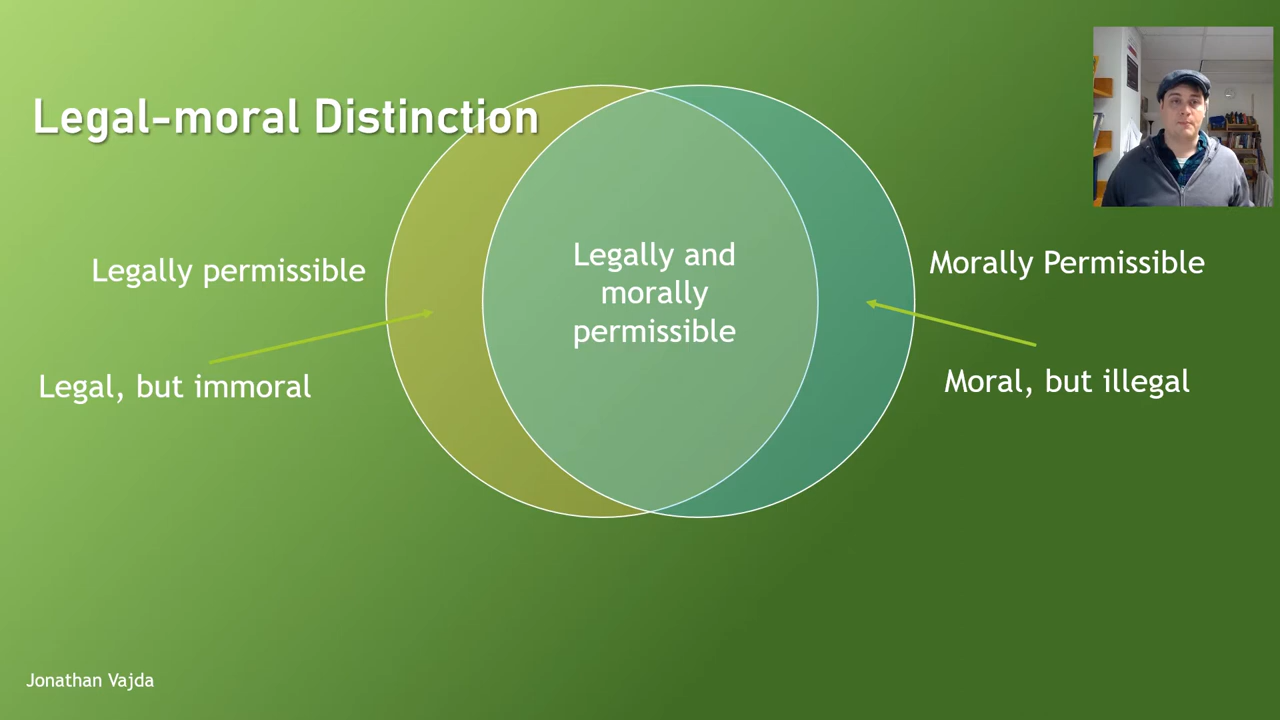 Legal-moral Distinction
Legally permissible
Legal, but immoral
Legally and
morally
permissible
Morally Permissible
Moral, but illegal
Jonathan Vajda